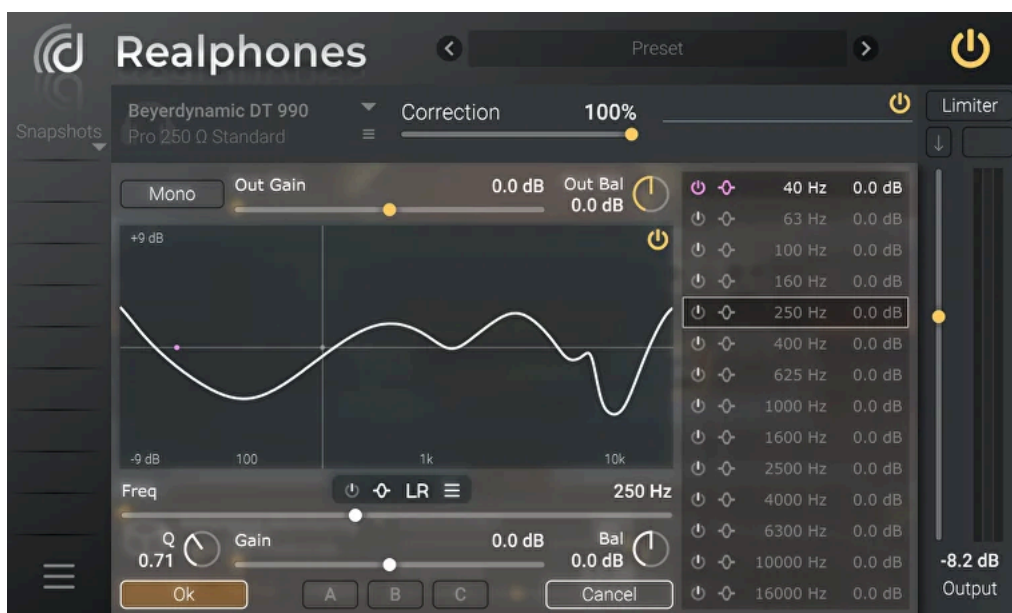 Realphones
Preset
Snapshots
Beyerdynamic DT 990
Pro 250 Ω Standard
Correction
100%
Limiter
Mono
Out Gain
0.0 dB
Out Bal
0.0 dB
+9 dB
-9 dB
100
1k
10k
40 Hz 0.0 dB
63 Hz 0.0 dB
100 Hz 0.0 dB
160 Hz 0.0 dB
250 Hz 0.0 dB
400 Hz 0.0 dB
625 Hz 0.0 dB
1000 Hz 0.0 dB
1600 Hz 0.0 dB
2500 Hz 0.0 dB
4000 Hz 0.0 dB
6300 Hz 0.0 dB
10000 Hz 0.0 dB
16000 Hz 0.0 dB
Freq
LR
250 Hz
Q
0.71
Gain
0.0 dB
Bal
0.0 dB
Ok
A
B
C
Cancel
-8.2 dB
Output